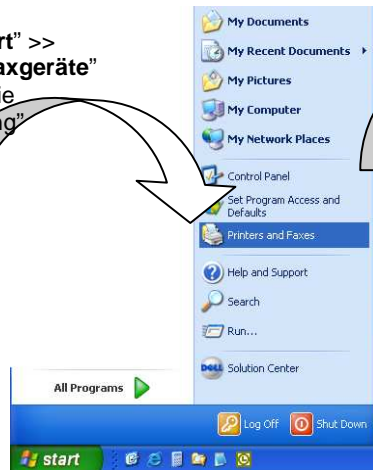 rt” >>
axgeräte”
ie
g”
My Documents
My Recent Documents
My Pictures
My Computer
My Network Places
Control Panel
Set Program Access and
Defaults
Printers and Faxes
Help and Support
Search
Run...
DELL Solution Center
All Programs
Log Off
Shut Down
start